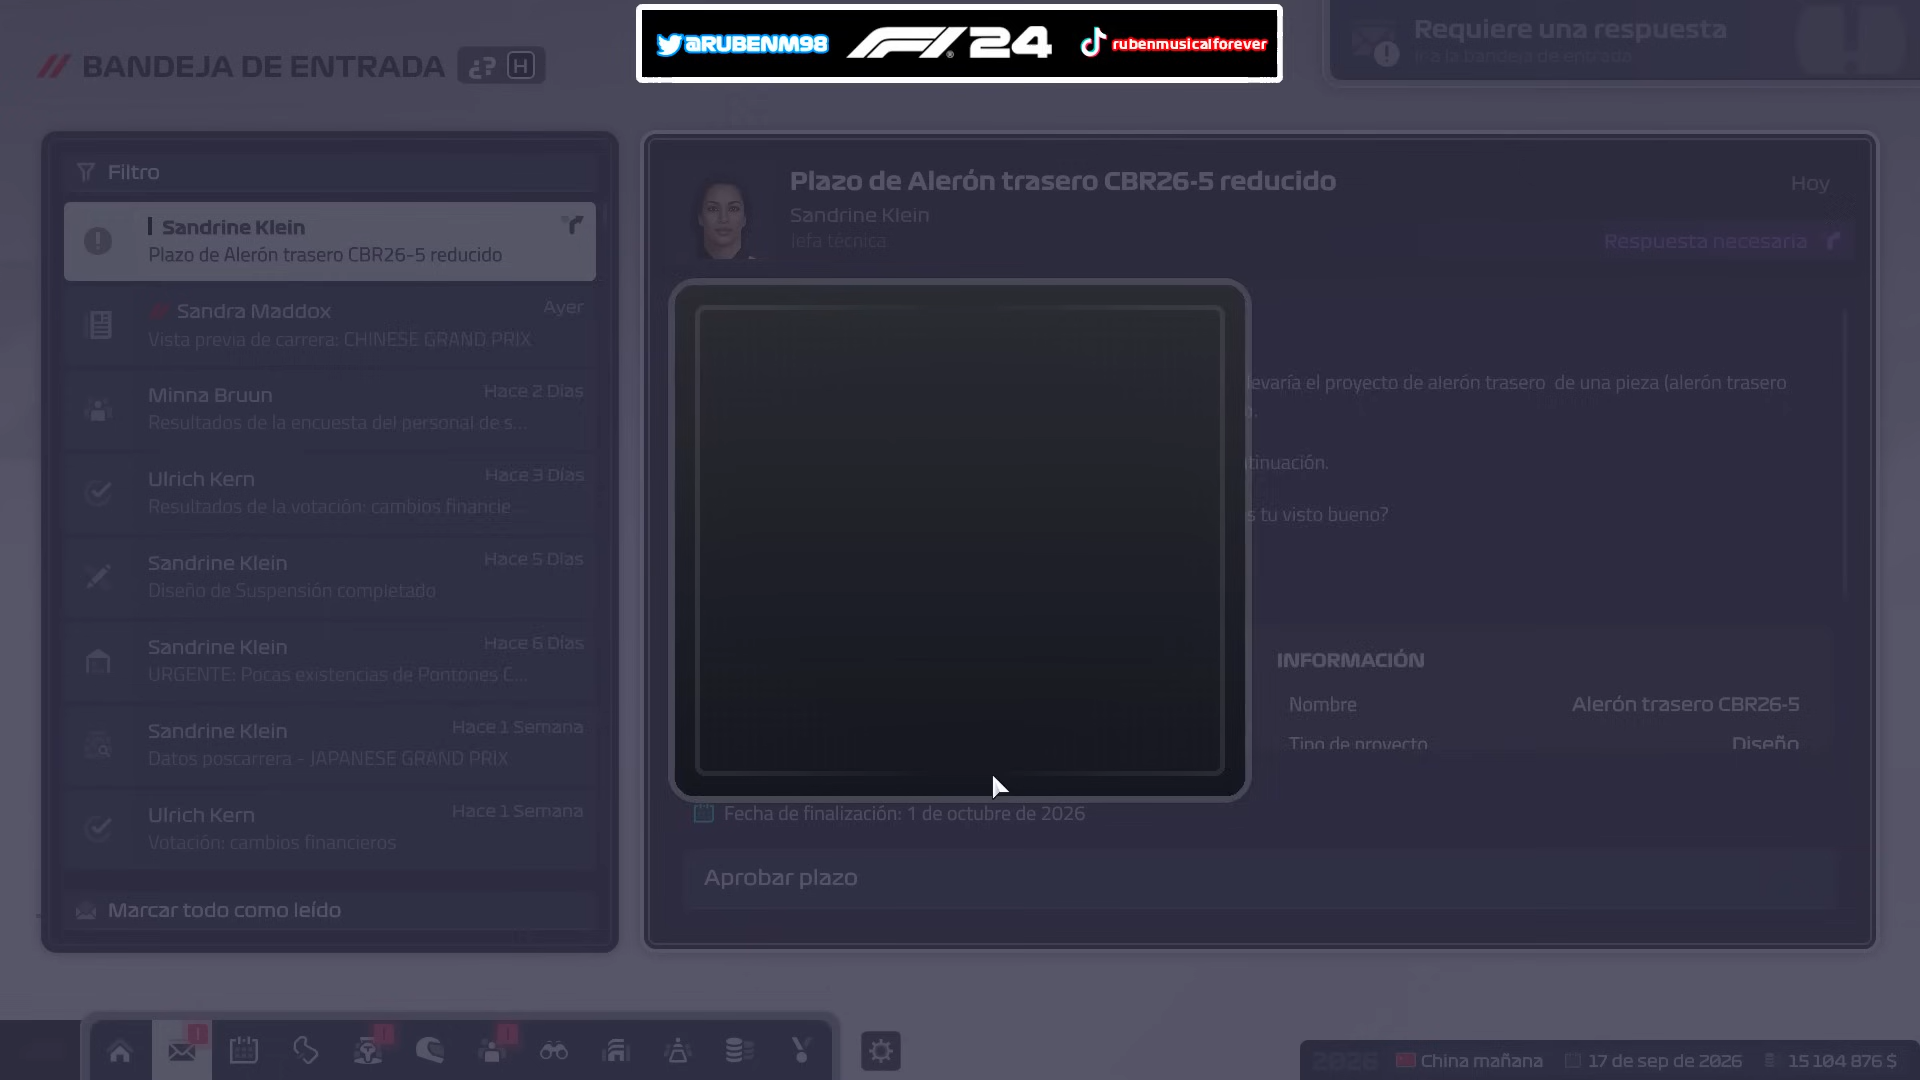 @RUBENM98
F1 24
rubenmusicalforever
Requiere una respuesta
Ir a la bandeja de entrada
BANDEJA DE ENTRADA
¿? H
Filtro
Sandrine Klein
Plazo de Alerón trasero CBR26-5 reducido
Sandra Maddox
Ayer
Vista previa de carrera: CHINESE GRAND PRIX
Minna Bruun
Hace 2 Días
Resultados de la encuesta del personal de s...
Ulrich Kern
Hace 3 Días
Resultados de la votación: cambios financie...
Sandrine Klein
Hace 5 Días
Diseño de Suspensión completado
Sandrine Klein
Hace 6 Días
URGENTE: Pocas existencias de Pontones C...
Sandrine Klein
Hace 1 Semana
Datos poscarrera - JAPANESE GRAND PRIX
Ulrich Kern
Hace 1 Semana
Votación: cambios financieros
Marcar todo como leído
Plazo de Alerón trasero CBR26-5 reducido
Hoy
Sandrine Klein
Jefa técnica
Respuesta necesaria
levaría el proyecto de alerón trasero de una pieza (alerón trasero
tinuación.
s tu visto bueno?
INFORMACIÓN
Nombre
Alerón trasero CBR26-5
Tipo de proyecto
Diseño
Fecha de finalización: 1 de octubre de 2026
Aprobar plazo
2026
China mañana
17 de sep de 2026
15 104 876 $